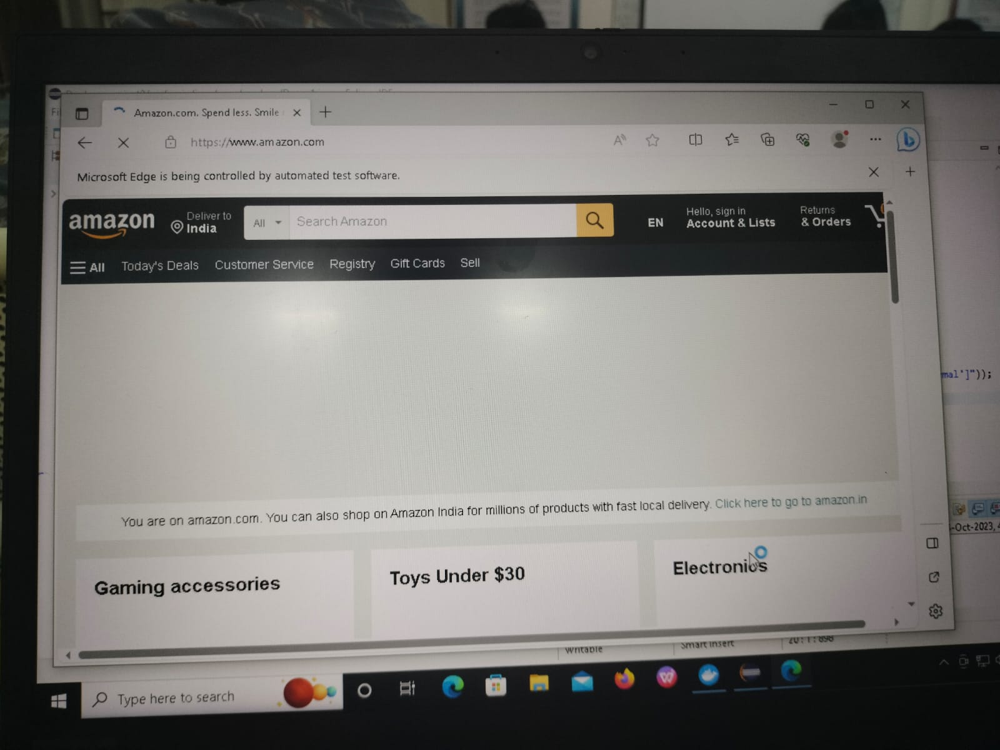 Amazon.com. Spend less. Smile
https://www.amazon.com
Microsoft Edge is being controlled by automated test software.
amazon
Deliver to
India
All
Search Amazon
EN
Hello, sign in
Account & Lists
Returns
& Orders
All
Today's Deals
Customer Service
Registry
Gift Cards
Sell
mal']"));
You are on amazon.com. You can also shop on Amazon India for millions of products with fast local delivery. Click here to go to amazon.in
-Oct-2023,
Gaming accessories
Toys Under $30
Electronics
Writable
Smart Insert
20 : 1 : 898
Type here to search